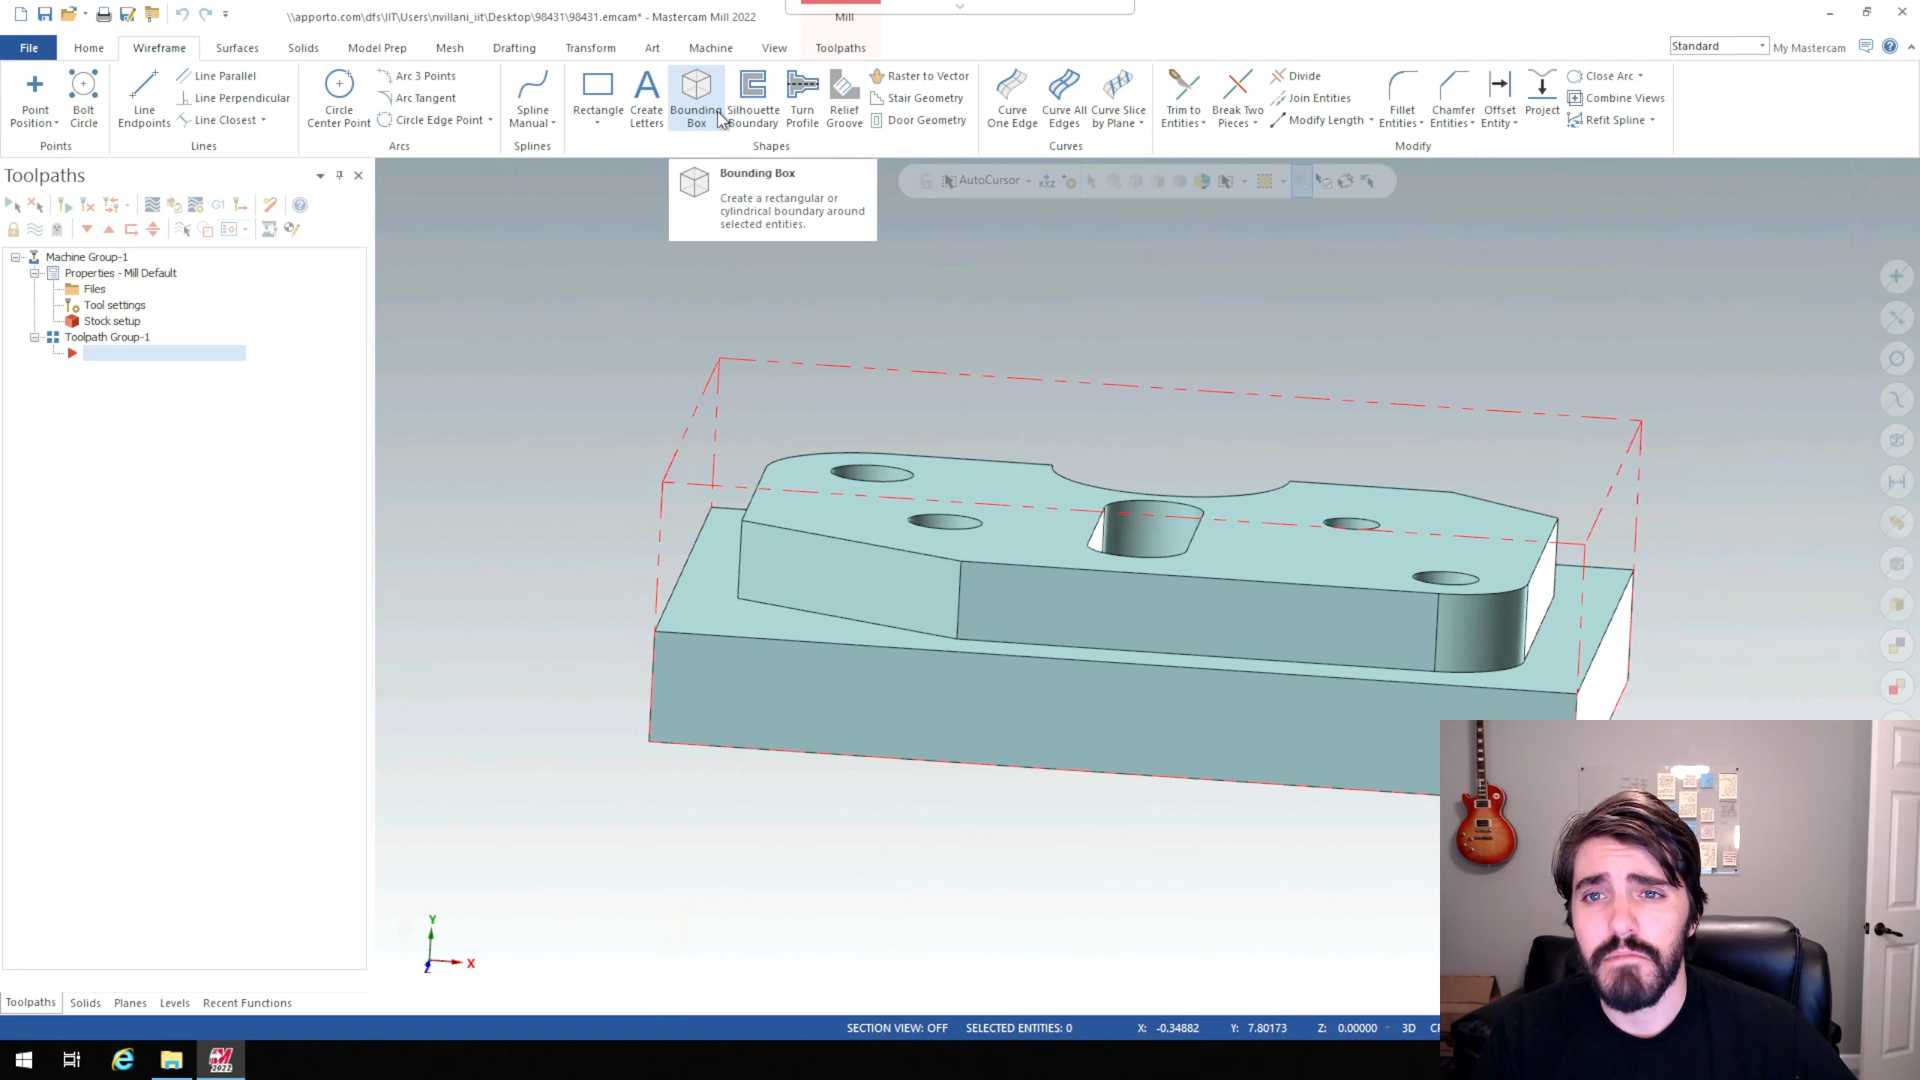 \\apporto.com\dfs\IIT\Users\nvillani_iit\Desktop\98431\98431.emcam* - Mastercam Mill 2022
Mill
File
Home
Wireframe
Surfaces
Solids
Model Prep
Mesh
Drafting
Transform
Art
Machine
View
Toolpaths
Standard
My Mastercam
Point Position
Bolt Circle
Points
Line Endpoints
Line Parallel
Line Perpendicular
Line Closest
Lines
Circle Center Point
Arc 3 Points
Arc Tangent
Circle Edge Point
Arcs
Spline Manual
Splines
Rectangle
Create Letters
Bounding Box
Silhouette Boundary
Turn Profile
Relief Groove
Raster to Vector
Stair Geometry
Door Geometry
Shapes
Curve One Edge
Curve All Edges
Curve Slice by Plane
Curves
Trim to Entities
Break Two Pieces
Divide
Join Entities
Modify Length
Fillet Entities
Chamfer Entities
Offset Entity
Project
Close Arc
Combine Views
Refit Spline
Modify
Toolpaths
Bounding Box
Create a rectangular or
cylindrical boundary around
selected entities.
AutoCursor
XYZ
G1
Machine Group-1
Properties - Mill Default
Files
Tool settings
Stock setup
Toolpath Group-1
Y
X
Z
Toolpaths
Solids
Planes
Levels
Recent Functions
SECTION VIEW: OFF
SELECTED ENTITIES: 0
X: -0.34882
Y: 7.80173
Z: 0.00000
3D
2022